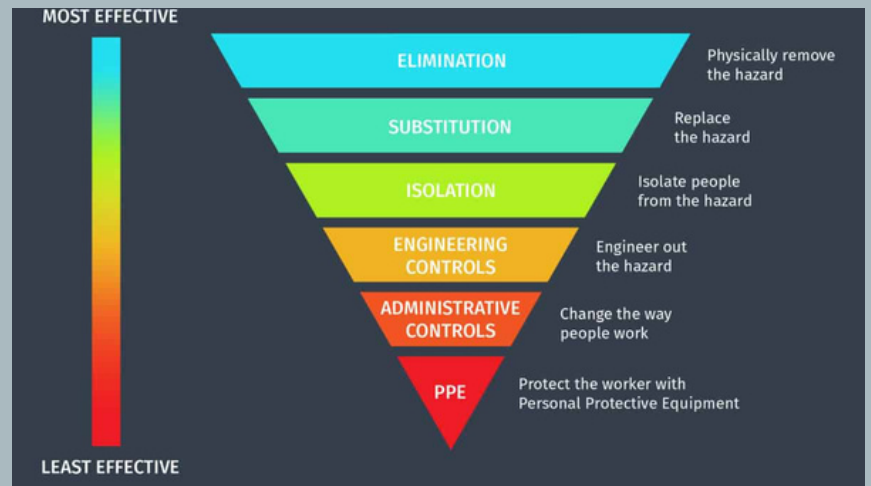 MOST EFFECTIVE
ELIMINATION
Physically remove
the hazard
SUBSTITUTION
Replace
the hazard
ISOLATION
Isolate people
from the hazard
ENGINEERING
CONTROLS
Engineer out
the hazard
ADMINISTRATIVE
CONTROLS
Change the way
people work
PPE
Protect the worker with
Personal Protective Equipment
LEAST EFFECTIVE